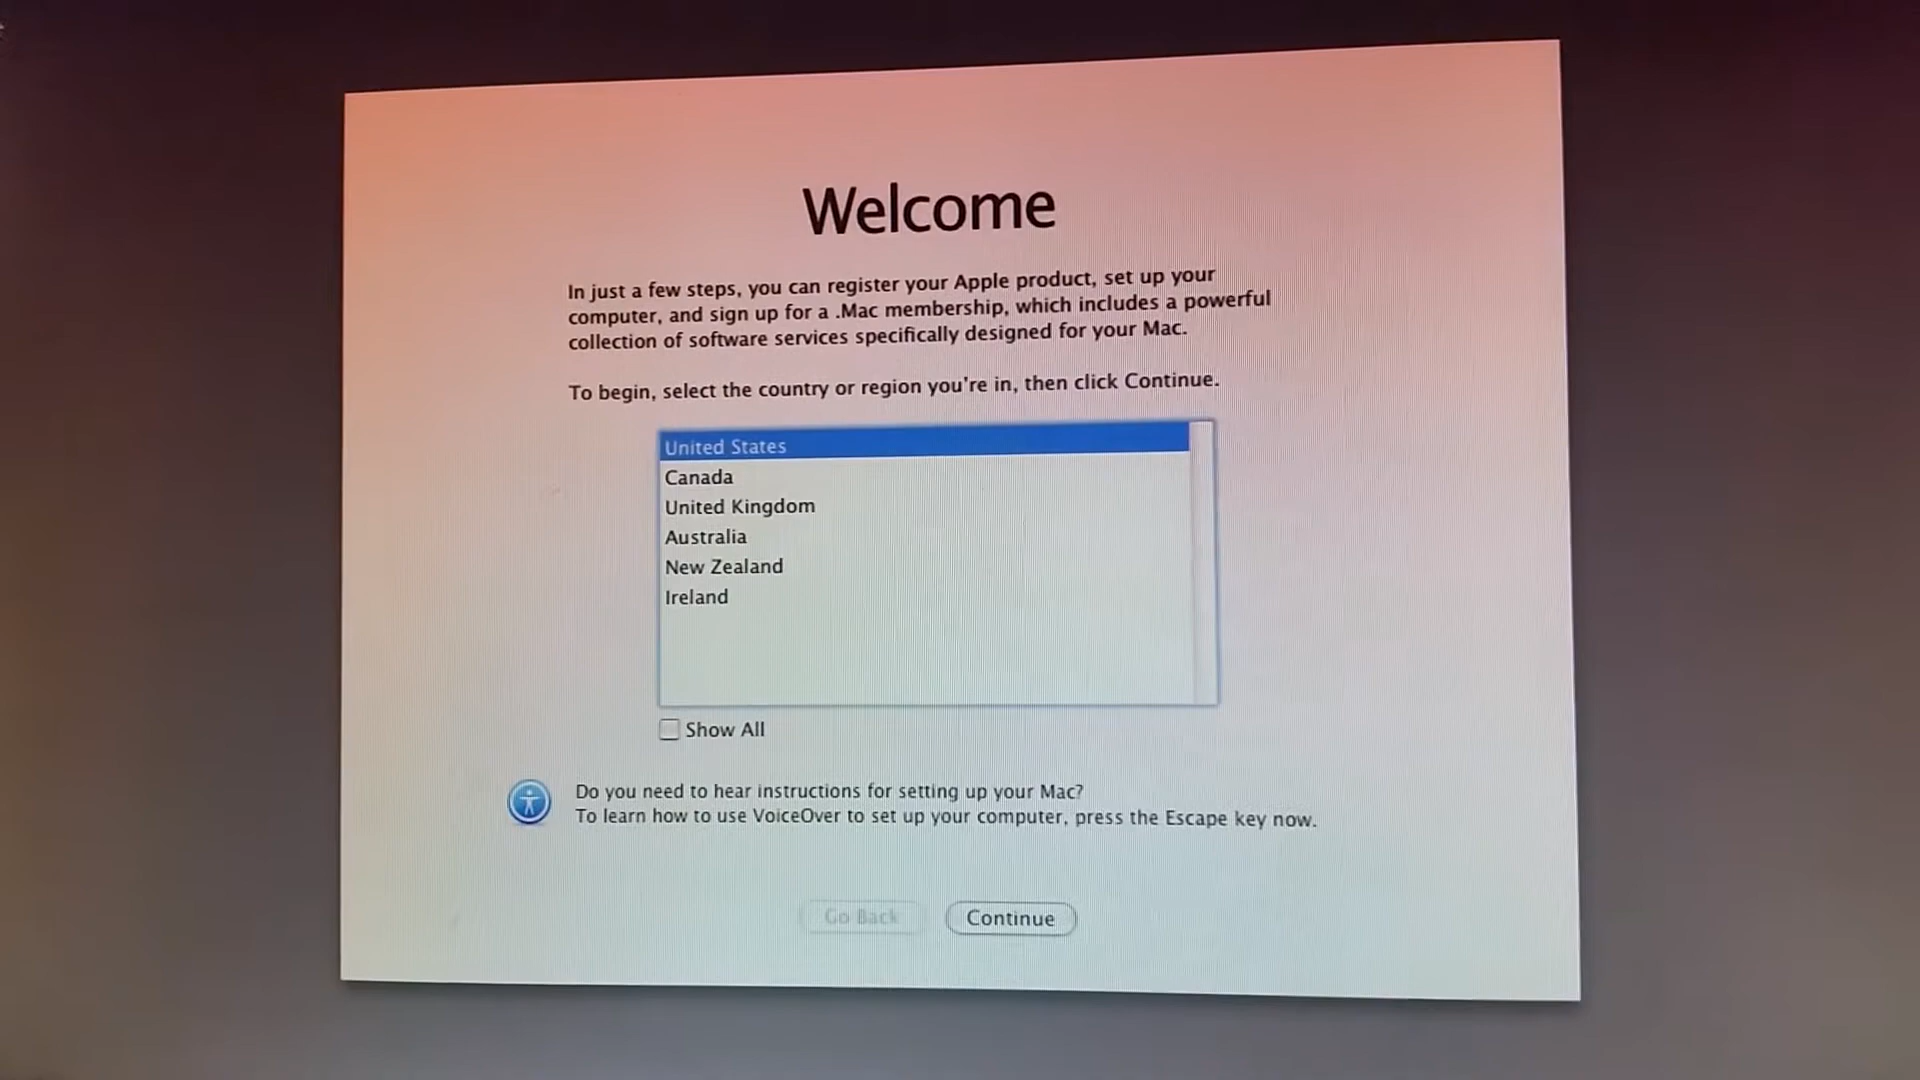 Welcome
In just a few steps, you can register your Apple product, set up your
computer, and sign up for a .Mac membership, which includes a powerful
collection of software services specifically designed for your Mac.
To begin, select the country or region you're in, then click Continue.
United States
Canada
United Kingdom
Australia
New Zealand
Ireland
Show All
Do you need to hear instructions for setting up your Mac?
To learn how to use VoiceOver to set up your computer, press the Escape key now.
Go Back Continue